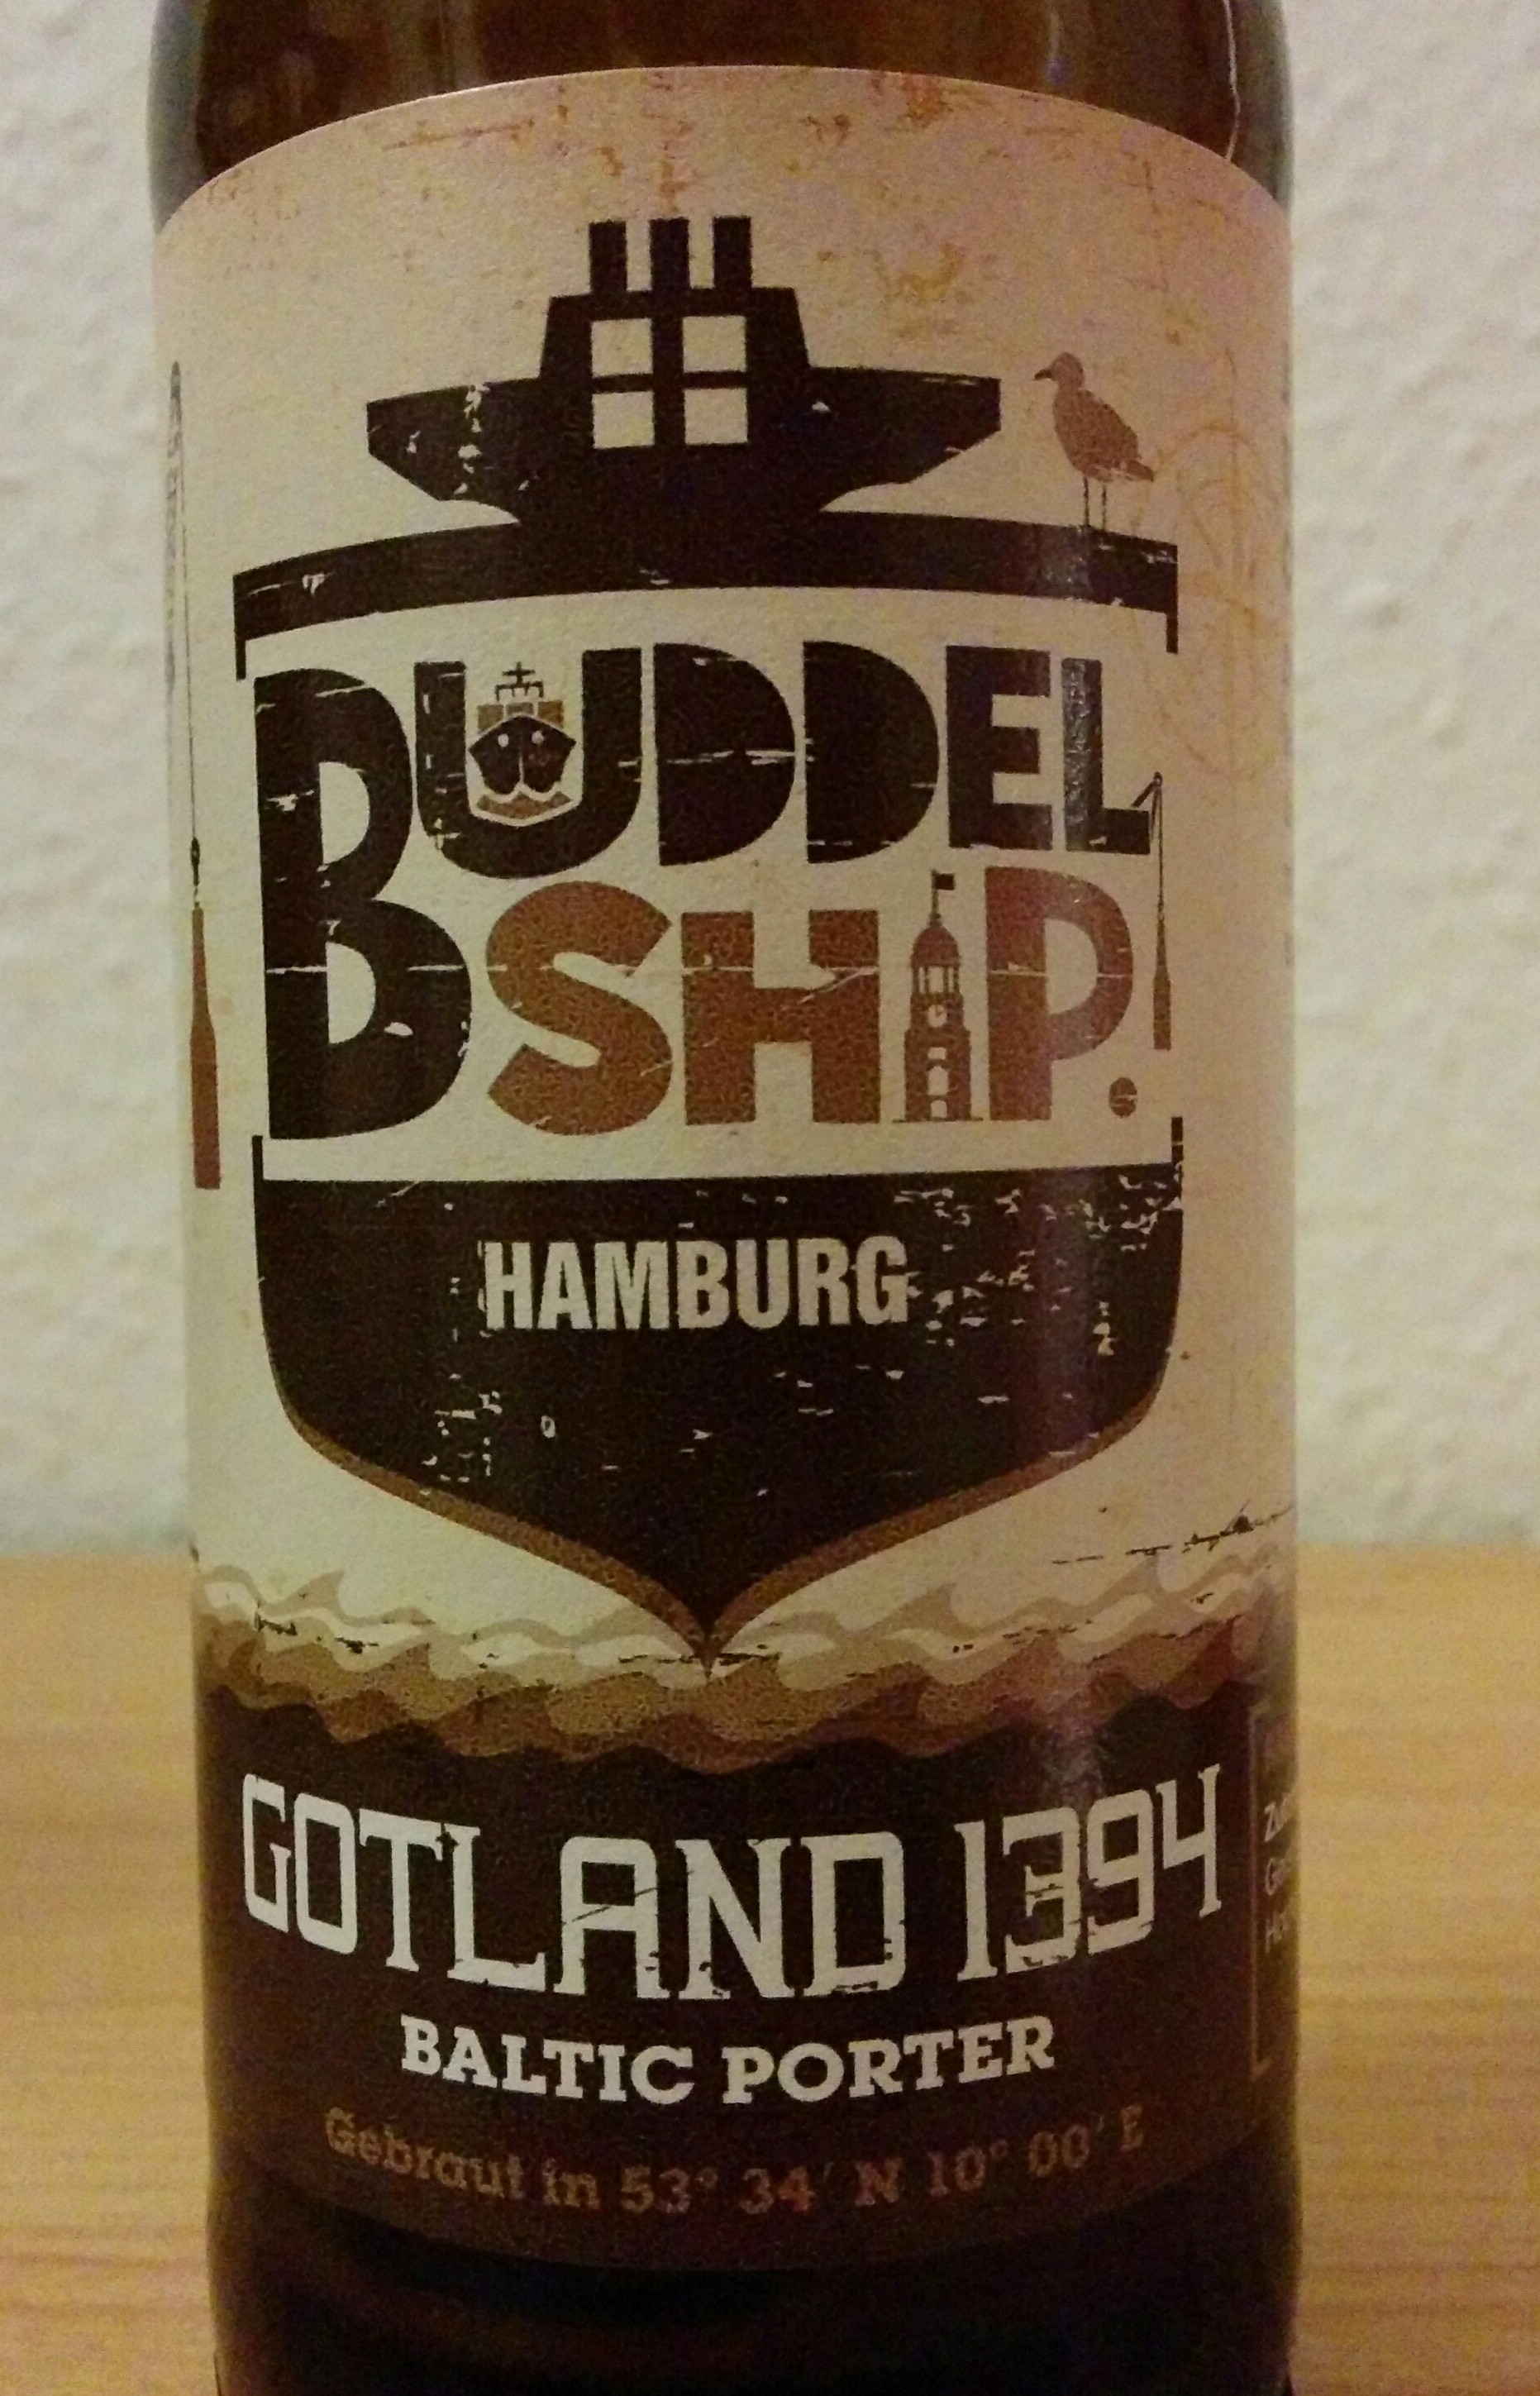 BUDDEL
SHIP.
HAMBURG
GOTLAND 1394
BALTIC PORTER
Gebraut in 53° 34' N 10° 00' E